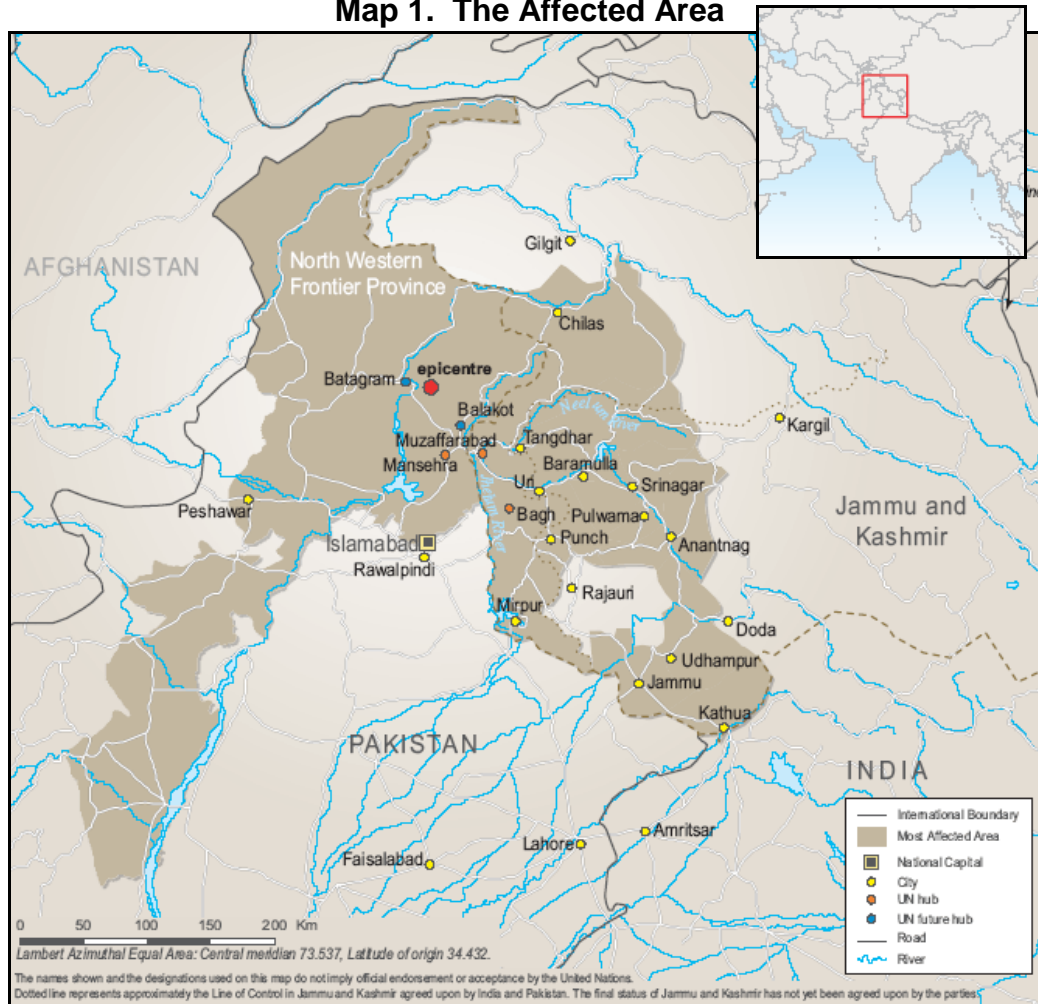 Map 1. The Affected Area
Gilgit
AFGHANISTAN
North Western
Frontier Province
Chilas
epicentre
Batagram
Balakot
Neelum River
Kargil
Muzaffarabad
Tangdhar
Mansehra
Baramulla
Uri
Srinagar
Jhelum River
Peshawar
Bagh
Pulwama
Jammu and
Kashmir
Islamabad
Punch
Anantnag
Rawalpindi
Rajauri
Mirpur
Doda
Udhampur
Jammu
Kathua
PAKISTAN
INDIA
Amritsar
Lahore
Faisalabad
International Boundary
Most Affected Area
National Capital
City
UN hub
UN future hub
Road
River
0 50 100 150 200 Km
Lambert Azimuthal Equal Area: Central meridian 73.537, Latitude of origin 34.432.
The names shown and the designations used on this map do not imply official endorsement or acceptance by the United Nations.
Dotted line represents approximately the Line of Control in Jammu and Kashmir agreed upon by India and Pakistan. The final status of Jammu and Kashmir has not yet been agreed upon by the parties